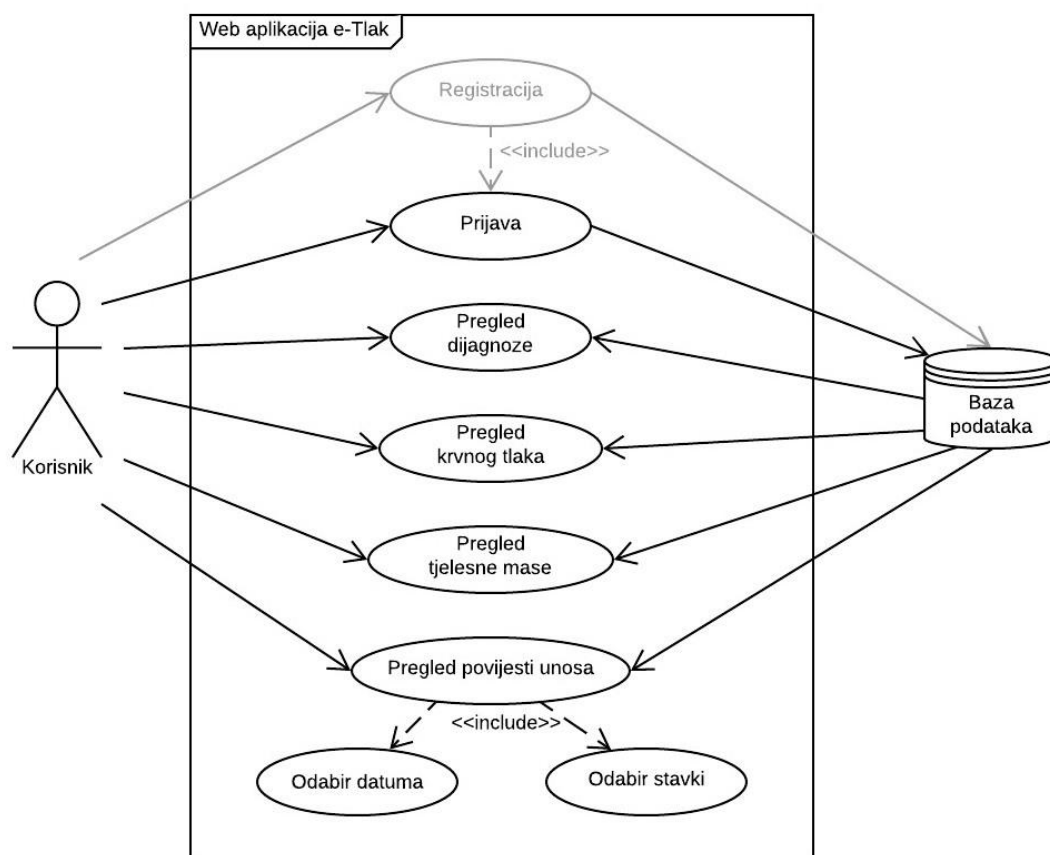 Web aplikacija e-Tlak
Registracija
<<include>>
Prijava
Pregled
dijagnoze
Baza
podataka
Pregled
krvnog tlaka
Korisnik
Pregled
tjelesne mase
Pregled povijesti unosa
<<include>>
Odabir datuma
Odabir stavki